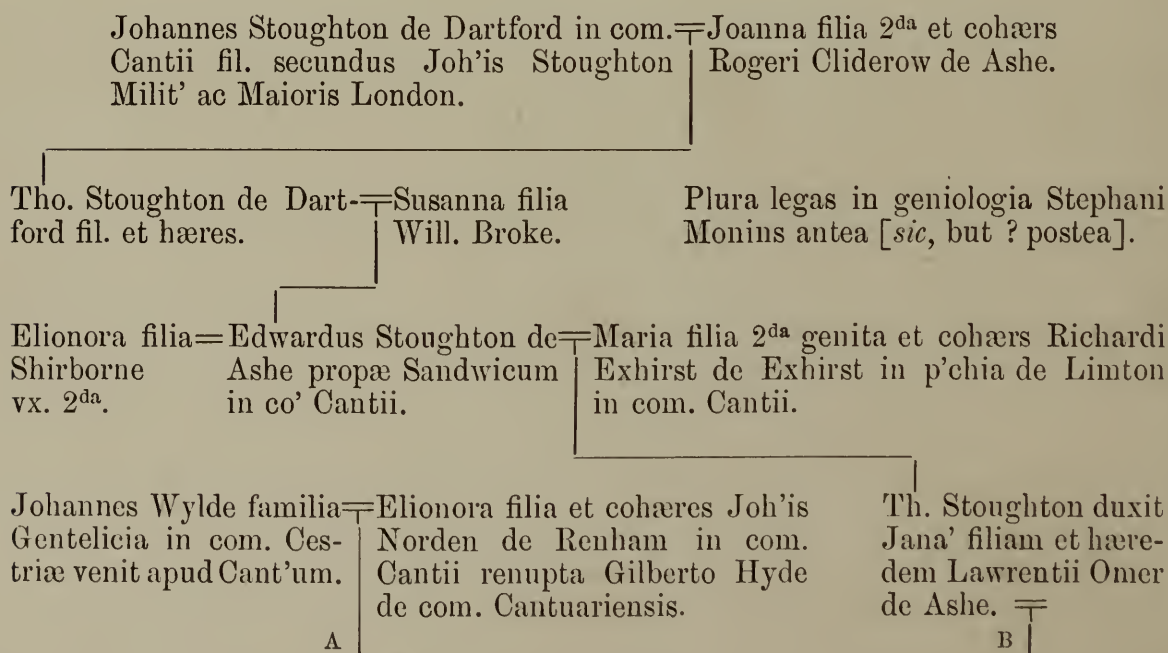 Johannes Stoughton de Dartford in com.
Cantii fil. secundus Joh'is Stoughton
Milit' ac Maioris London.
Joanna filia 2da et cohærs
Rogeri Cliderow de Ashe.
Tho. Stoughton de Dart-
ford fil. et hæres.
Susanna filia
Will. Broke.
Plura legas in geniologia Stephani
Monins antea [sic, but ? postea].
Elionora filia
Shirborne
vx. 2da.
Edwardus Stoughton de
Ashe propæ Sandwicum
in co' Cantii.
Maria filia 2da genita et cohærs Richardi
Exhirst de Exhirst in p'chia de Limton
in com. Cantii.
Johannes Wylde familia
Gentelicia in com. Ces-
triæ venit apud Cant'um.
Elionora filia et cohæres Joh'is
Norden de Renham in com.
Cantii renupta Gilberto Hyde
de com. Cantuariensis.
Th. Stoughton duxit
Jana' filiam et hære-
dem Lawrentii Omer
de Ashe.
A
B